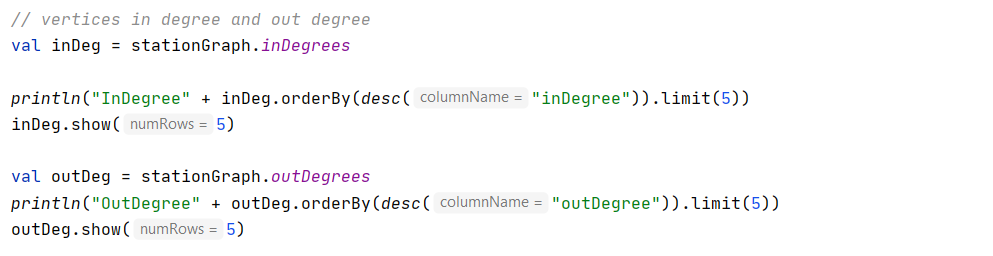 // vertices in degree and out degree
val inDeg = stationGraph.inDegrees
println("InDegree" + inDeg.orderBy(desc( columnName = "inDegree")).limit(5))
inDeg.show( numRows = 5)
val outDeg = stationGraph.outDegrees
println("OutDegree" + outDeg.orderBy(desc( columnName = "outDegree")).limit(5))
outDeg.show( numRows = 5)